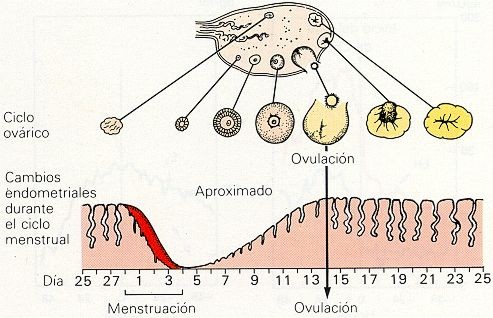 Ciclo
ovárico
Ovulación
Cambios
endometriales
durante
el ciclo
menstrual
Aproximado
Día 25 27 1 3 4 5 7 9 11 13 15 17 19 21 23 25
Menstruación
Ovulación